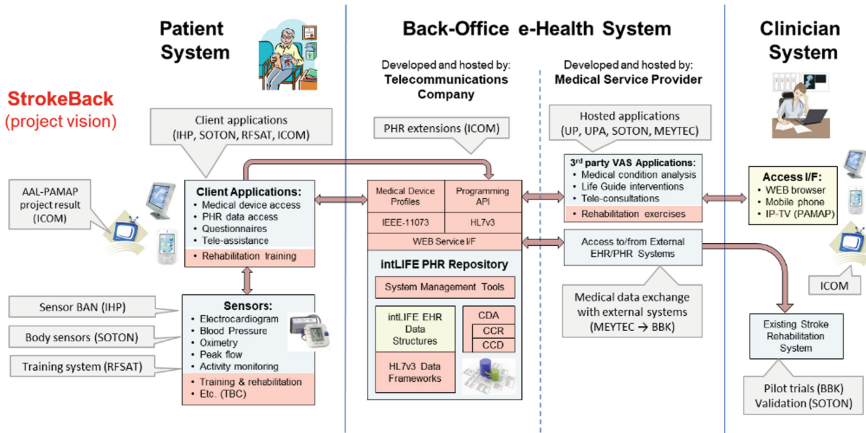 Patient
System
Back-Office e-Health System
Clinician
System
Developed and hosted by:
Telecommunications
Company
Developed and hosted by:
Medical Service Provider
StrokeBack
(project vision)
Client applications
(IHP, SOTON, RFSAT, ICOM)
PHR extensions (ICOM)
Hosted applications
(UP, UPA, SOTON, MEYTEC)
AAL-PAMAP
project result
(ICOM)
Client Applications:
• Medical device access
• PHR data access
• Questionnaires
• Tele-assistance
• Rehabilitation training
Medical Device
Profiles
Programming
API
IEEE-11073
HL7v3
WEB Service I/F
3rd party VAS Applications:
• Medical condition analysis
• Life Guide interventions
• Tele-consultations
• Rehabilitation exercises
Access I/F:
• WEB browser
• Mobile phone
• IP-TV (PAMAP)
Access to/from External
EHR/PHR Systems
ICOM
intLIFE PHR Repository
System Management Tools
intLIFE EHR
Data
Structures
CDA
CCR
CCD
HL7v3 Data
Frameworks
Sensor BAN (IHP)
Body sensors (SOTON)
Training system (RFSAT)
Sensors:
• Electrocardiogram
• Blood Pressure
• Oximetry
• Peak flow
• Activity monitoring
• Training & rehabilitation
• Etc. (TBC)
Medical data exchange
with external systems
(MEYTEC → BBK)
Existing Stroke
Rehabilitation
System
Pilot trials (BBK)
Validation (SOTON)